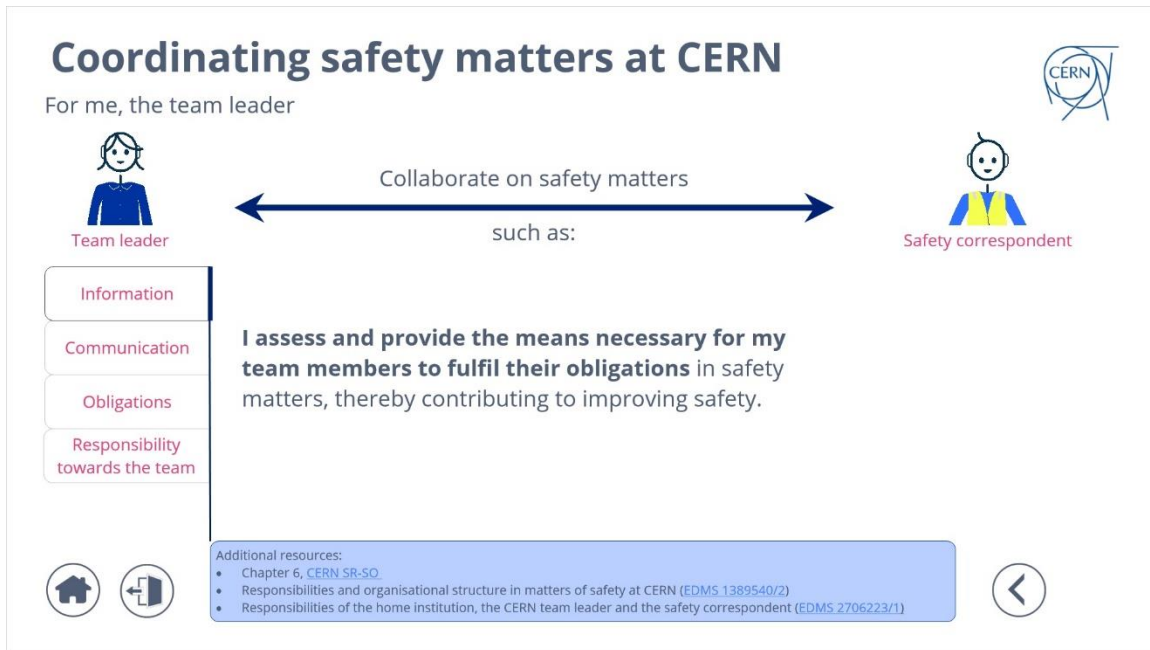 Coordinating safety matters at CERN
CERN
For me, the team leader
Collaborate on safety matters
such as:
Team leader
Safety correspondent
Information
Communication
Obligations
Responsibility
towards the team
I assess and provide the means necessary for my
team members to fulfil their obligations in safety
matters, thereby contributing to improving safety.
Additional resources:
• Chapter 6, CERN SR-SO
• Responsibilities and organisational structure in matters of safety at CERN (EDMS 1389540/2)
• Responsibilities of the home institution, the CERN team leader and the safety correspondent (EDMS 2706223/1)